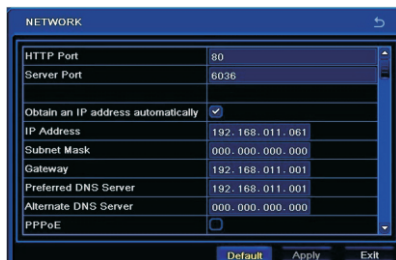 NETWORK
HTTP Port 80
Server Port 6036
Obtain an IP address automatically
IP Address 192.168.011.061
Subnet Mask 000.000.000.000
Gateway 192.168.011.001
Preferred DNS Server 192.168.011.001
Alternate DNS Server 000.000.000.000
PPPoE
Default Apply Exit